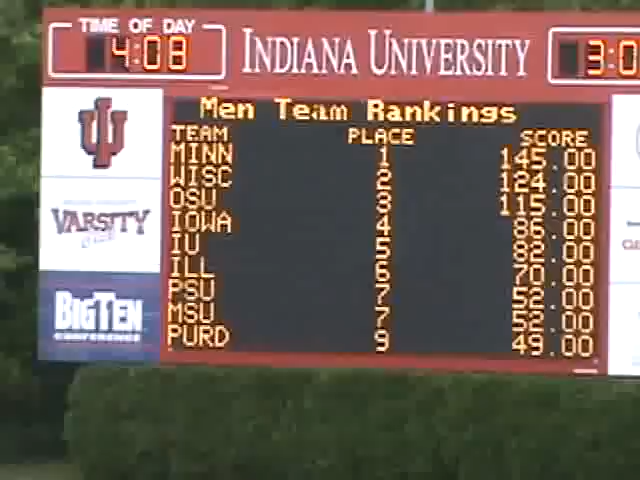 TIME OF DAY
4:08
INDIANA UNIVERSITY
3:0
Men Team Rankings
TEAM PLACE SCORE
MINN 1 145.00
WISC 2 124.00
OSU 3 115.00
IOWA 4 86.00
IU 5 82.00
ILL 6 70.00
PSU 7 52.00
MSU 7 52.00
PURD 9 49.00
VARSITY
CLUB
BIGTEN
CONFERENCE